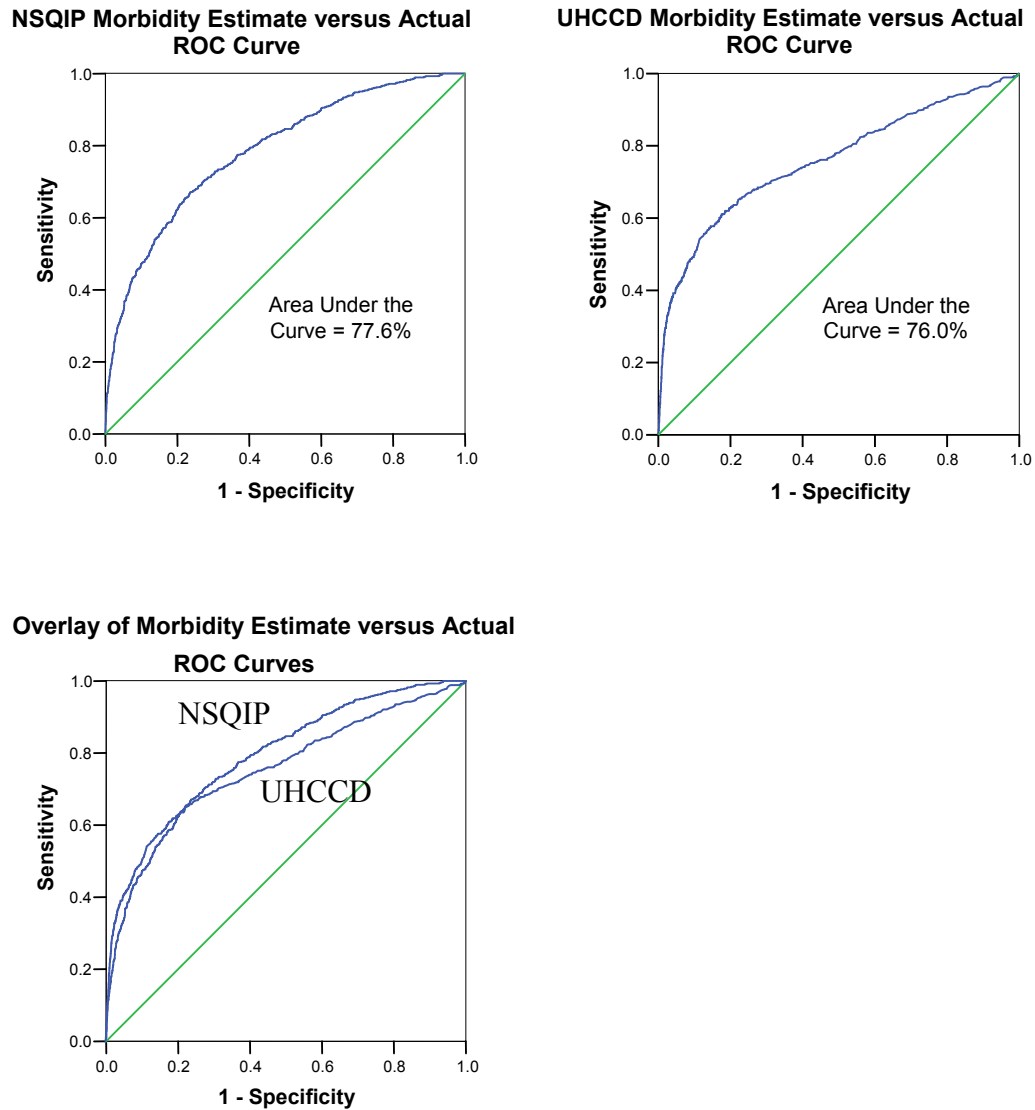 NSQIP Morbidity Estimate versus Actual
ROC Curve
1.0
0.8
0.6
0.4
0.2
0.0
Sensitivity
Area Under the
Curve = 77.6%
0.0 0.2 0.4 0.6 0.8 1.0
1 - Specificity
UHCCD Morbidity Estimate versus Actual
ROC Curve
1.0
0.8
0.6
0.4
0.2
0.0
Sensitivity
Area Under the
Curve = 76.0%
0.0 0.2 0.4 0.6 0.8 1.0
1 - Specificity
Overlay of Morbidity Estimate versus Actual
ROC Curves
1.0
0.8
0.6
0.4
0.2
0.0
Sensitivity
NSQIP
UHCCD
0.0 0.2 0.4 0.6 0.8 1.0
1 - Specificity